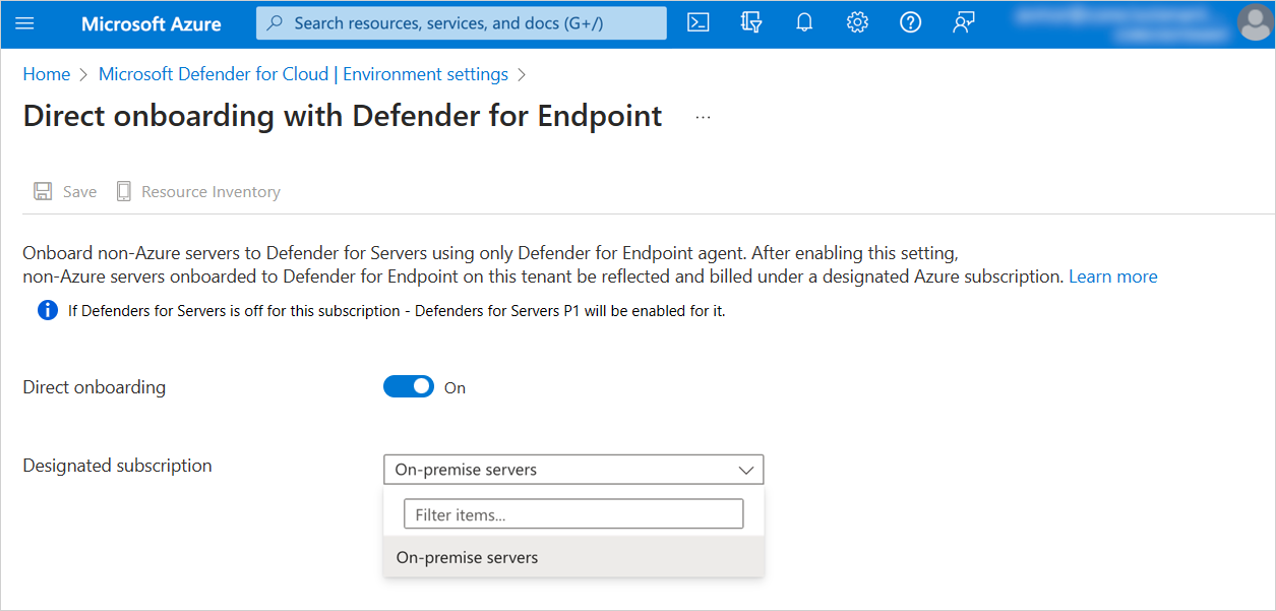 Microsoft Azure
Search resources, services, and docs (G+/)
Home > Microsoft Defender for Cloud | Environment settings >
Direct onboarding with Defender for Endpoint ...
Save
Resource Inventory
Onboard non-Azure servers to Defender for Servers using only Defender for Endpoint agent. After enabling this setting,
non-Azure servers onboarded to Defender for Endpoint on this tenant be reflected and billed under a designated Azure subscription. Learn more
If Defenders for Servers is off for this subscription - Defenders for Servers P1 will be enabled for it.
Direct onboarding
On
Designated subscription
On-premise servers
Filter items...
On-premise servers